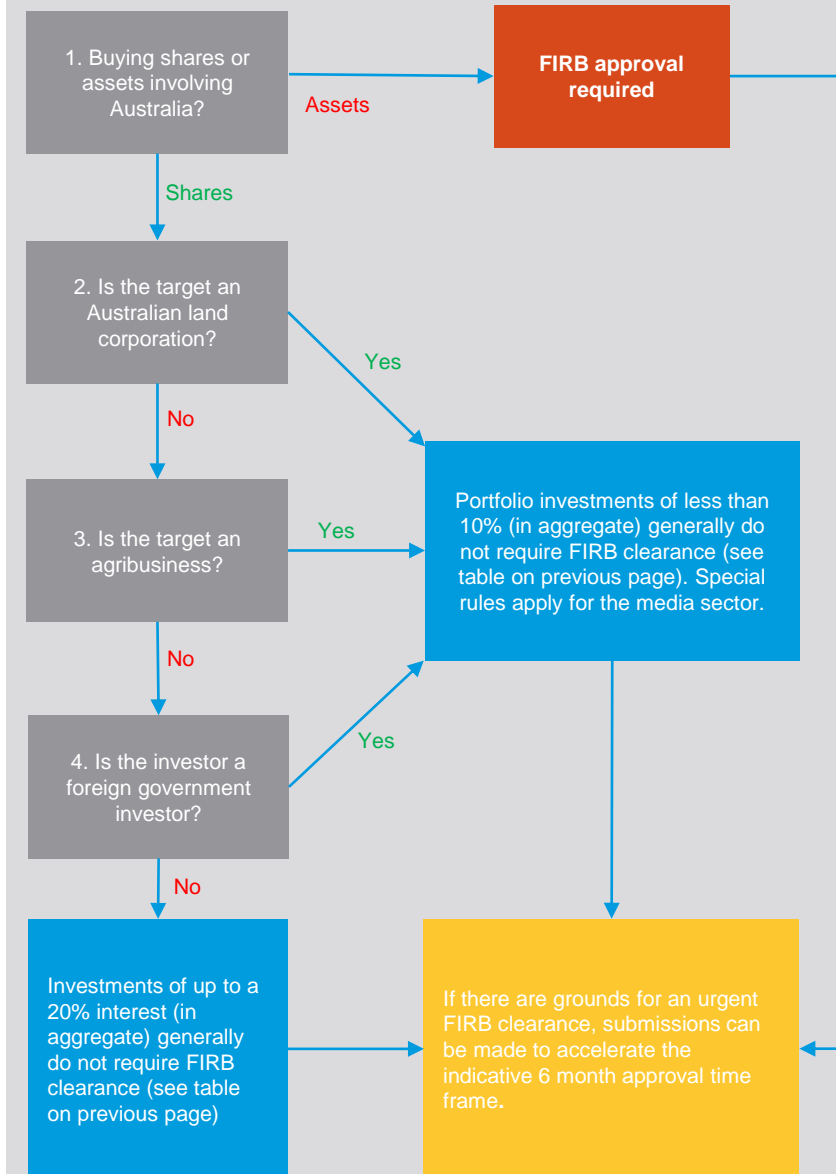 1. Buying shares or
assets involving
Australia?
Assets
FIRB approval
required
Shares
2. Is the target an
Australian land
corporation?
Yes
No
3. Is the target an
agribusiness?
Yes
Portfolio investments of less than
10% (in aggregate) generally do
not require FIRB clearance (see
table on previous page). Special
rules apply for the media sector.
No
4. Is the investor a
foreign government
investor?
Yes
No
Investments of up to a
20% interest (in
aggregate) generally
do not require FIRB
clearance (see table
on previous page)
If there are grounds for an urgent
FIRB clearance, submissions can
be made to accelerate the
indicative 6 month approval time
frame.